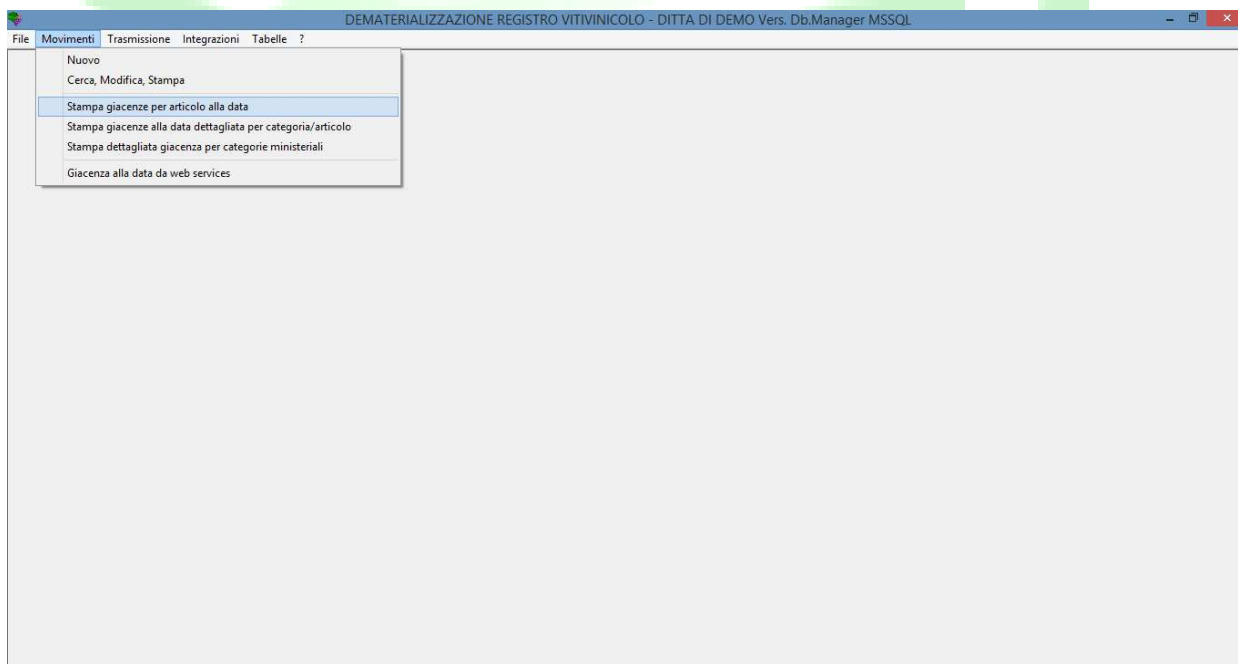 DEMATERIALIZZAZIONE REGISTRO VITIVINICOLO - DITTA DI DEMO Vers. Db.Manager MSSQL
File Movimenti Trasmissione Integrazioni Tabelle ?
Nuovo
Cerca, Modifica, Stampa
Stampa giacenze per articolo alla data
Stampa giacenze alla data dettagliata per categoria/articolo
Stampa dettagliata giacenza per categorie ministeriali
Giacenza alla data da web services